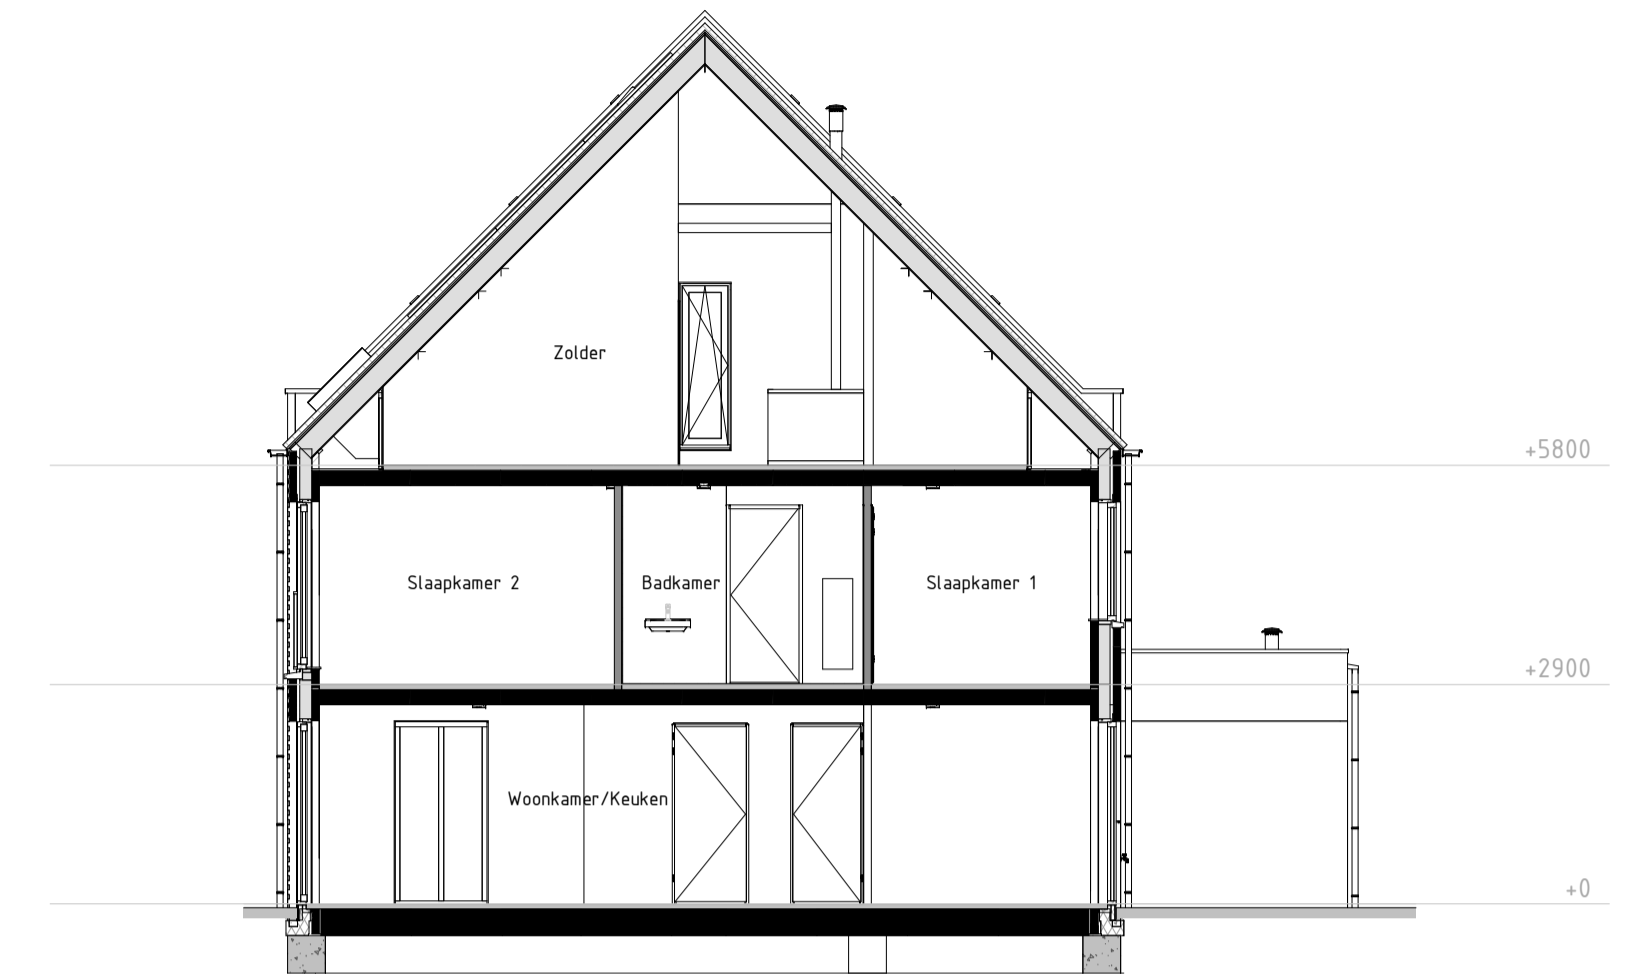 Zolder
+5800
Slaapkamer 2
Badkamer
Slaapkamer 1
+2900
Woonkamer/Keuken
+0